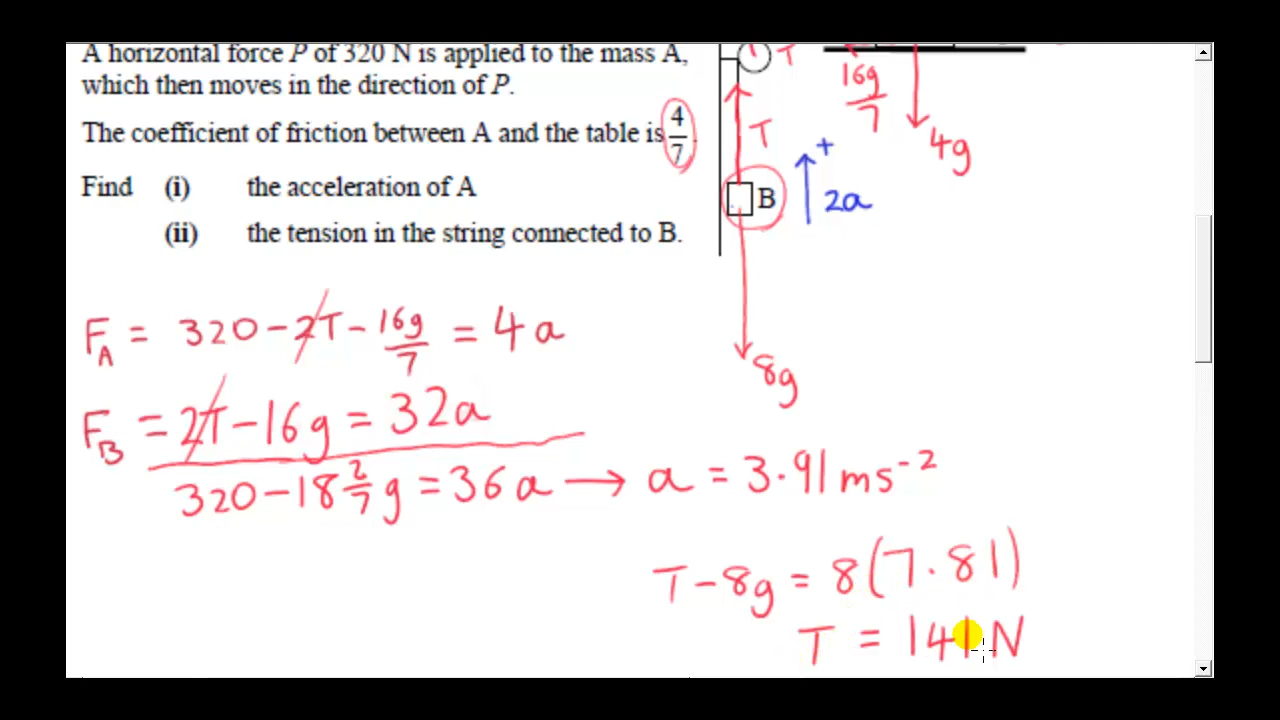 A horizontal force P of 320 N is applied to the mass A,
which then moves in the direction of P.
The coefficient of friction between A and the table is 4/7.
Find (i) the acceleration of A
(ii) the tension in the string connected to B.
T
16g/7
4g
T
B
+
2a
8g
F_A = 320 - 2T - 16g/7 = 4a
F_B = 2T - 16g = 32a
320 - 18 2/7 g = 36a → a = 3.91 ms⁻²
T - 8g = 8(7.81)
T = 141 N